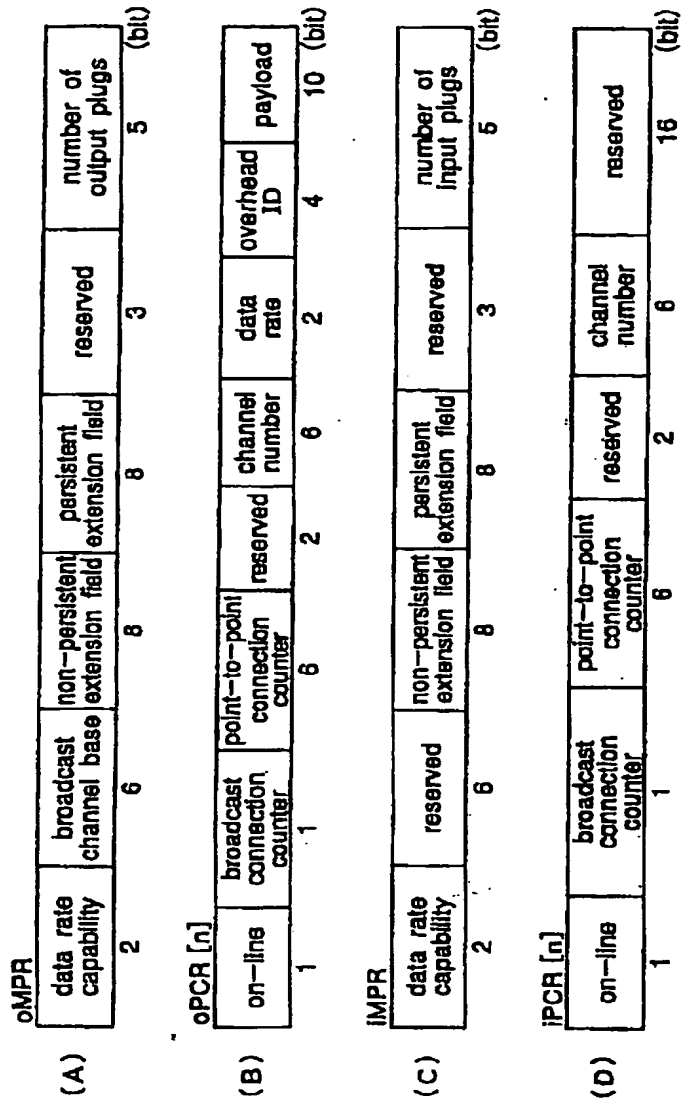 (A)
oMPR
data rate
capability
broadcast
channel base
non-persistent
extension field
persistent
extension field
reserved
number of
output plugs
2
6
8
8
3
5
(bit)
(B)
oPCR [n]
on-line
broadcast
connection
counter
point-to-point
connection
counter
reserved
channel
number
data
rate
overhead
ID
payload
1
1
6
2
6
2
4
10
(bit)
(C)
iMPR
data rate
capability
reserved
non-persistent
extension field
persistent
extension field
reserved
number of
input plugs
2
6
8
8
3
5
(bit)
(D)
iPCR [n]
on-line
broadcast
connection
counter
point-to-point
connection
counter
reserved
channel
number
reserved
1
1
6
2
6
16
(bit)